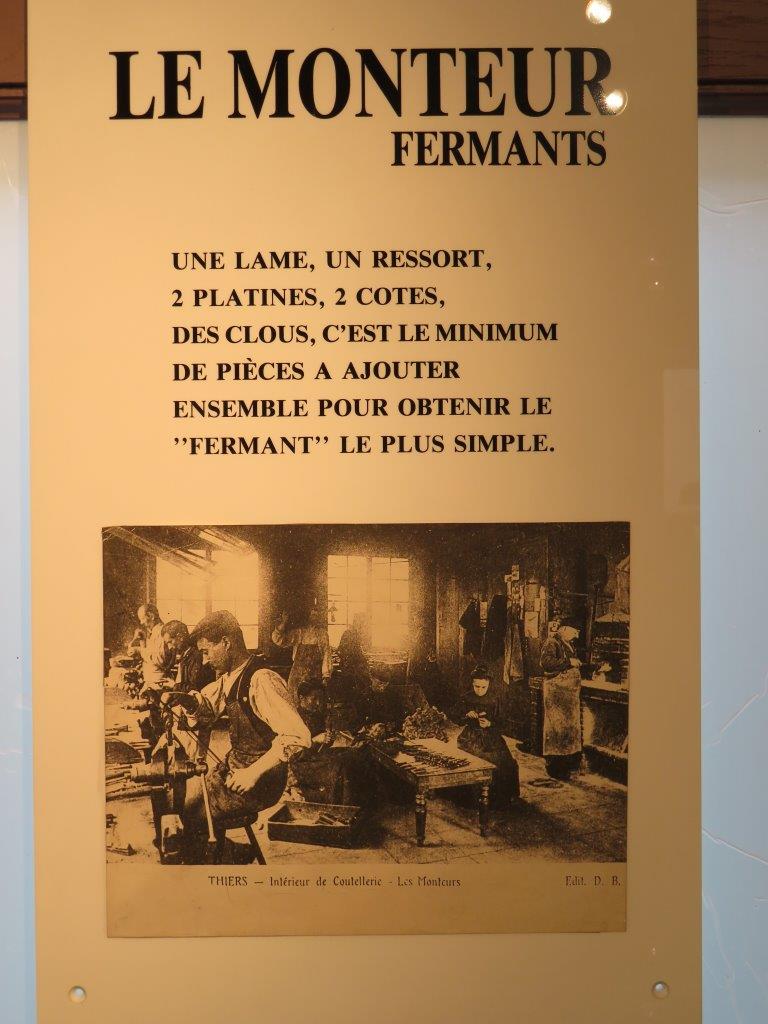 LE MONTEUR
FERMANTS
UNE LAME, UN RESSORT,
2 PLATINES, 2 COTES,
DES CLOUS, C'EST LE MINIMUM
DE PIÈCES A AJOUTER
ENSEMBLE POUR OBTENIR LE
''FERMANT'' LE PLUS SIMPLE.
THIERS — Intérieur de Coutellerie - Les Monteurs Edit. D. B.